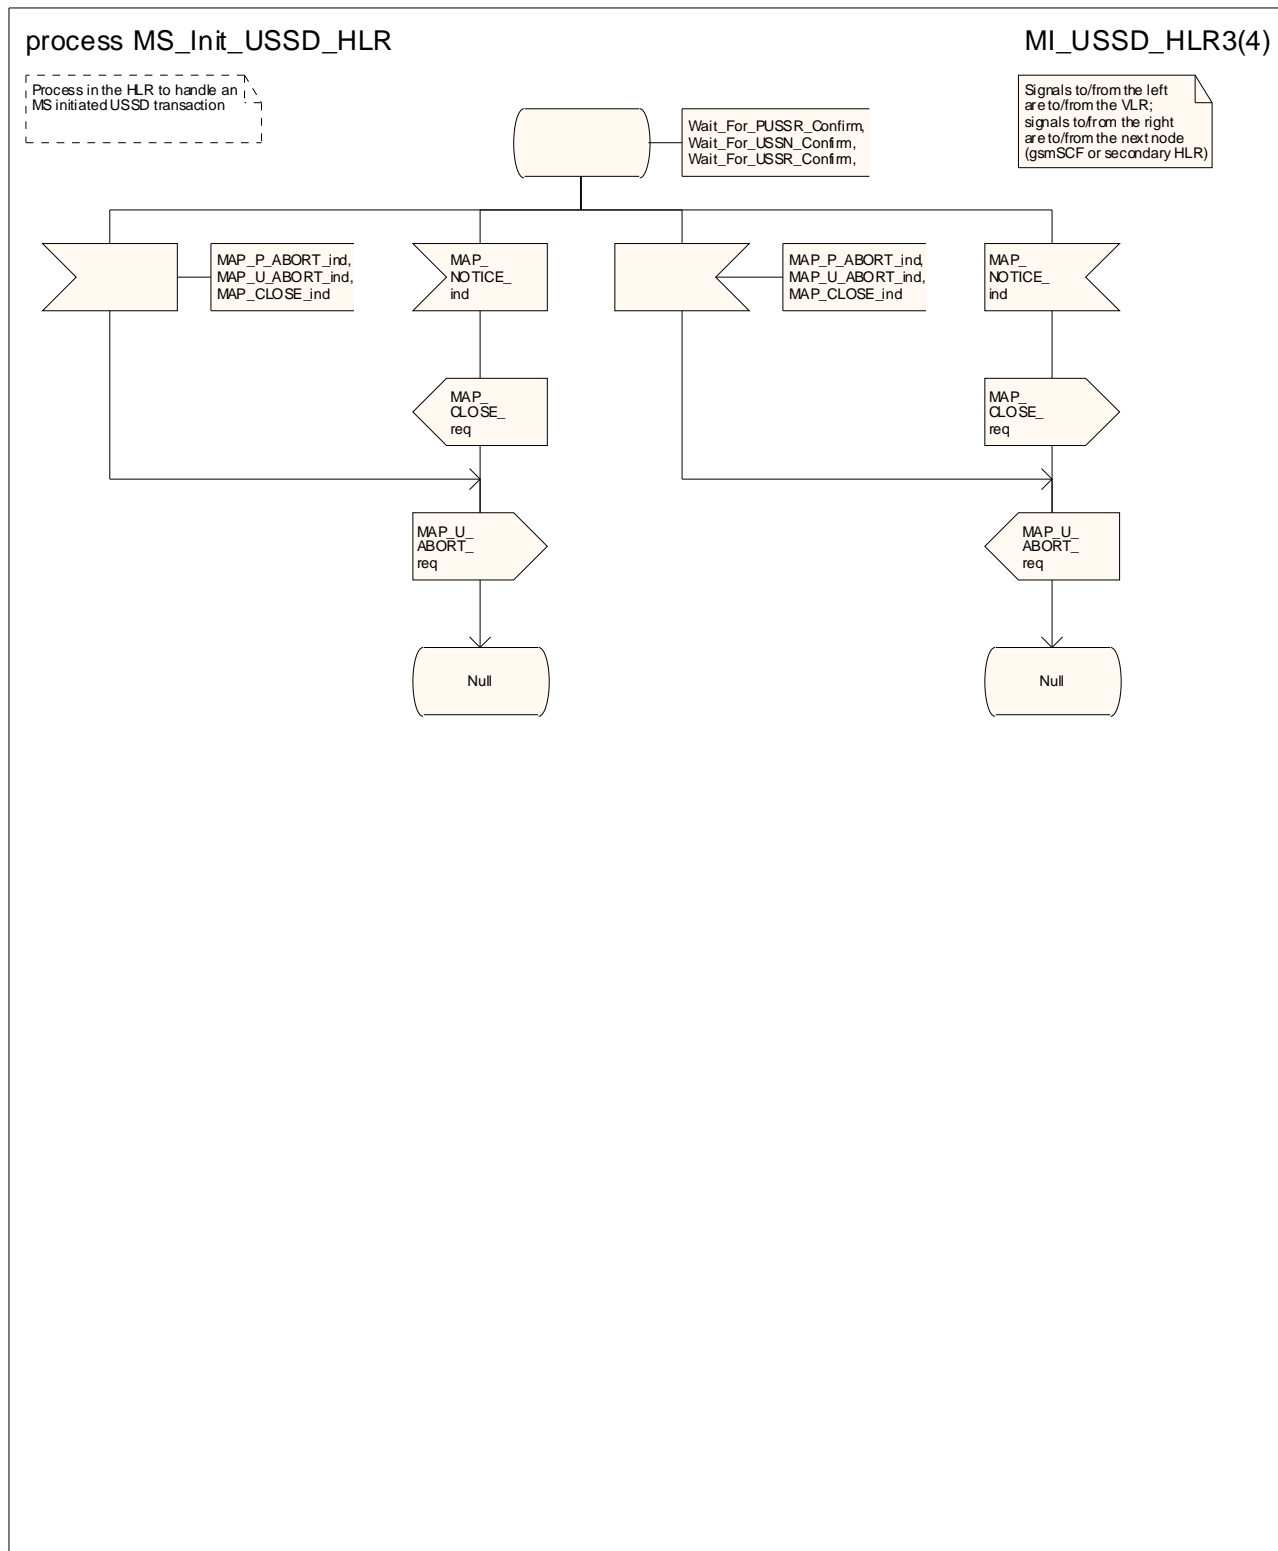 process MS_Init_USSD_HLR
MI_USSD_HLR3(4)
Process in the HLR to handle an
MS initiated USSD transaction
Signals to/from the left
are to/from the VLR;
signals to/from the right
are to/from the next node
(gsmSCF or secondary HLR)
Wait_For_PUSSR_Confirm,
Wait_For_USSN_Confirm,
Wait_For_USSR_Confirm,
MAP_P_ABORT_ind,
MAP_U_ABORT_ind,
MAP_CLOSE_ind
MAP_
NOTICE_
ind
MAP_P_ABORT_ind,
MAP_U_ABORT_ind,
MAP_CLOSE_ind
MAP_
NOTICE_
ind
MAP_
CLOSE_
req
MAP_
CLOSE_
req
MAP_U_
ABORT_
req
MAP_U_
ABORT_
req
Null
Null